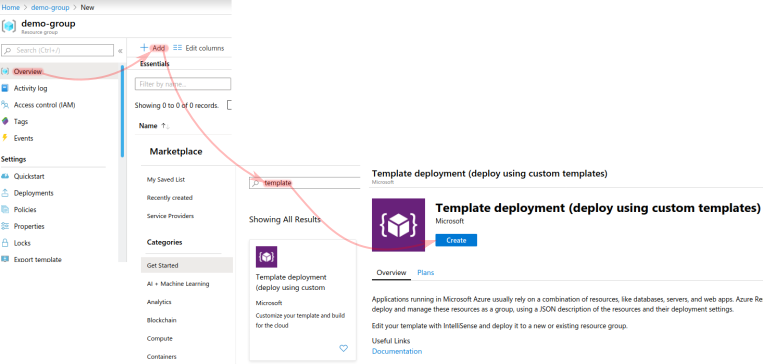 Home > demo-group > New
demo-group
Resource group
Search (Ctrl+/)
«
Overview
Activity log
Access control (IAM)
Tags
Events
Settings
Quickstart
Deployments
Policies
Properties
Locks
Export template
+ Add
Edit columns
Essentials
Filter by name...
Showing 0 to 0 of 0 records.
Name ↑↓
Marketplace
My Saved List
Recently created
Service Providers
Categories
Get Started
AI + Machine Learning
Analytics
Blockchain
Compute
Containers
template
Showing All Results
Template deployment
(deploy using custom
Microsoft
Customize your template and build
for the cloud
Template deployment (deploy using custom templates)
Microsoft
Template deployment (deploy using custom templates)
Microsoft
Create
Overview
Plans
Applications running in Microsoft Azure usually rely on a combination of resources, like databases, servers, and web apps. Azure Re
deploy and manage these resources as a group, using a JSON description of the resources and their deployment settings.
Edit your template with IntelliSense and deploy it to a new or existing resource group.
Useful Links
Documentation